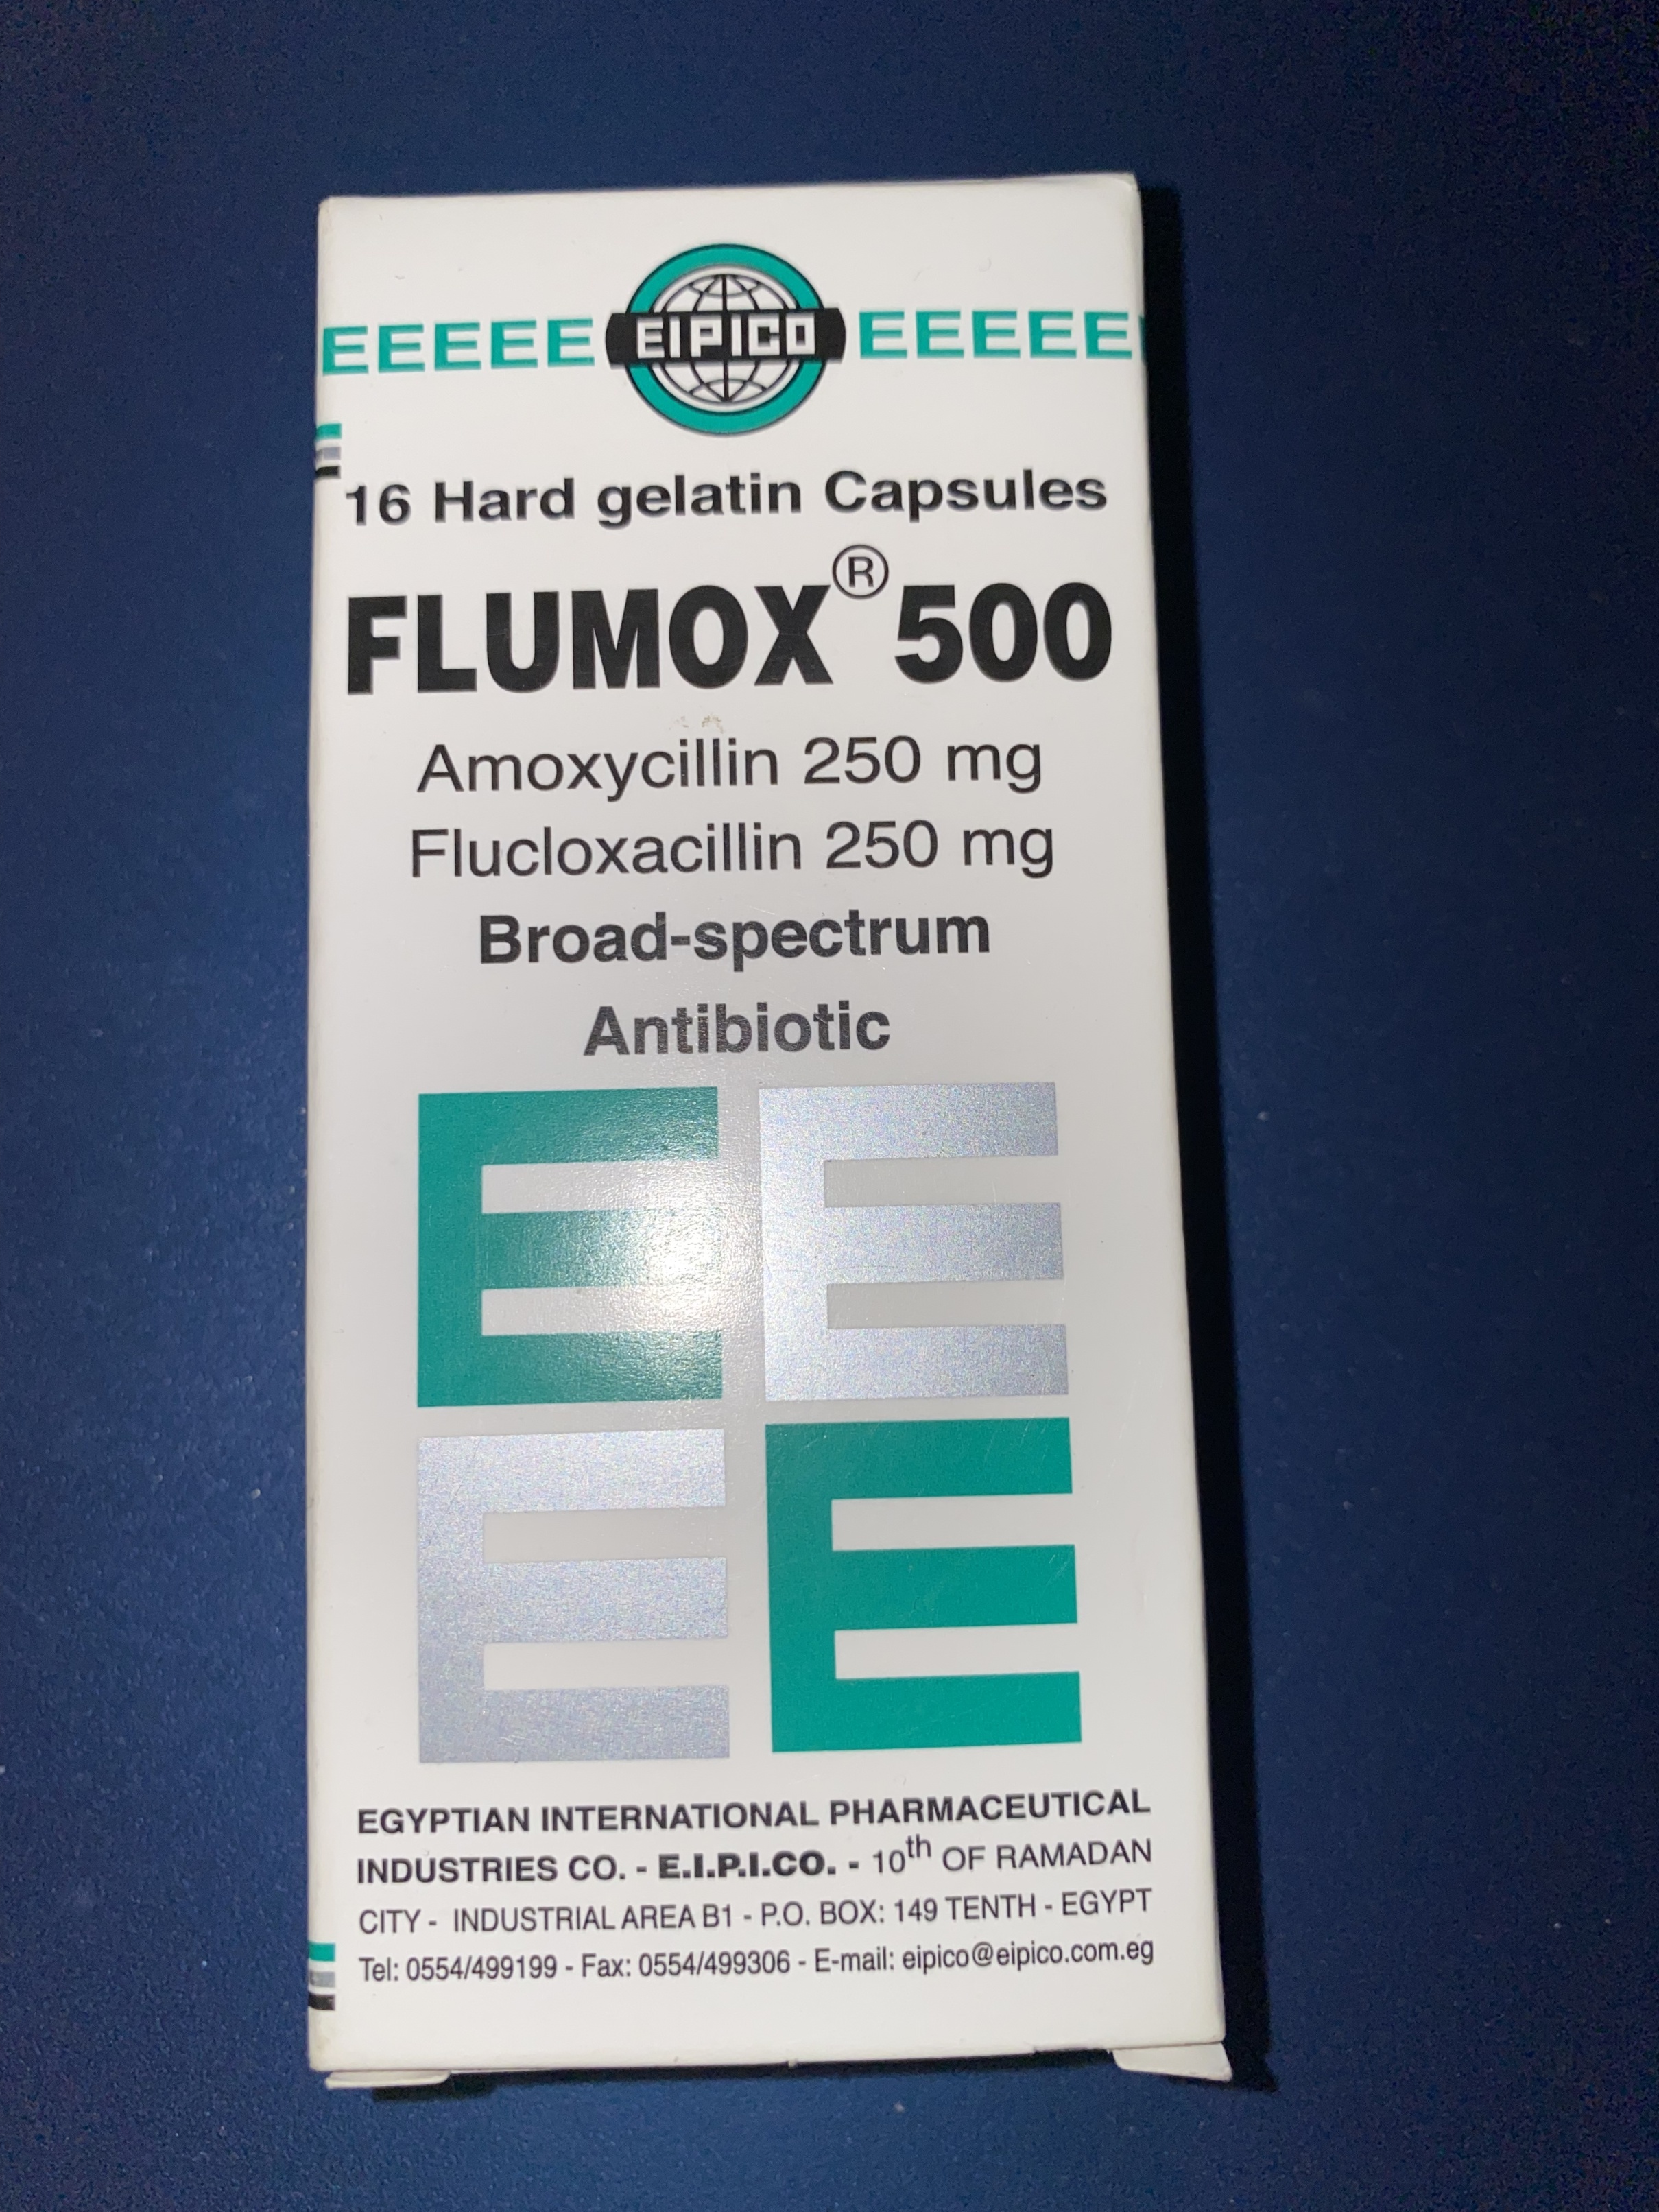 EEEEE EIPICO EEEEE
16 Hard gelatin Capsules
FLUMOX® 500
Amoxycillin 250 mg
Flucloxacillin 250 mg
Broad-spectrum
Antibiotic
E E
E E
EGYPTIAN INTERNATIONAL PHARMACEUTICAL
INDUSTRIES CO. - E.I.P.I.CO. - 10th OF RAMADAN
CITY - INDUSTRIAL AREA B1 - P.O. BOX: 149 TENTH - EGYPT
Tel: 0554/499199 - Fax: 0554/499306 - E-mail: eipico@eipico.com.eg